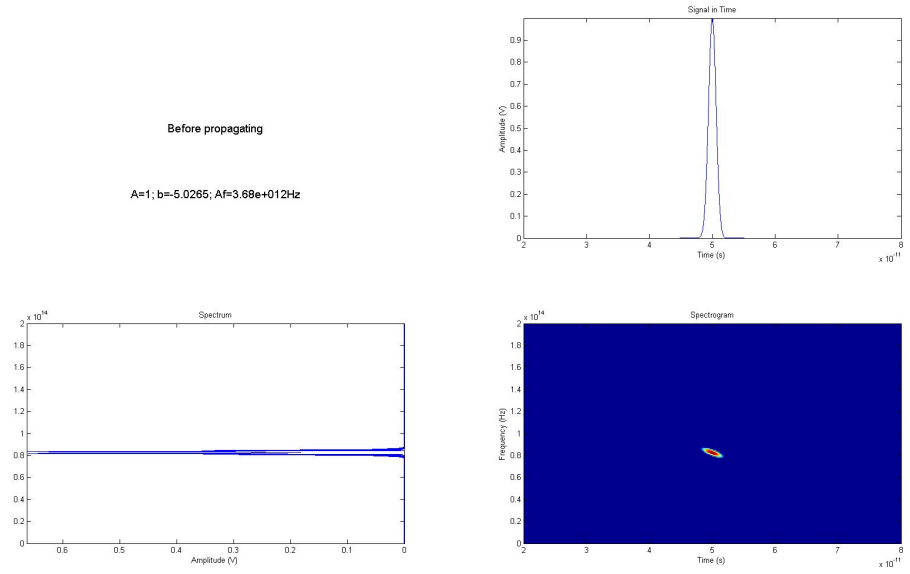 Before propagating
A=1; b=-5.0265; Af=3.68e+012Hz
Signal in Time
Amplitude (V)
0.9
0.8
0.7
0.6
0.5
0.4
0.3
0.2
0.1
0
2 3 4 5 6 7 8
Time (s)
x 10^-11
Spectrum
x 10^14
2
1.8
1.6
1.4
1.2
1
0.8
0.6
0.4
0.2
0
0.6 0.5 0.4 0.3 0.2 0.1 0
Amplitude (V)
Spectrogram
x 10^14
Frequency (Hz)
2
1.8
1.6
1.4
1.2
1
0.8
0.6
0.4
0.2
0
2 3 4 5 6 7 8
Time (s)
x 10^-11